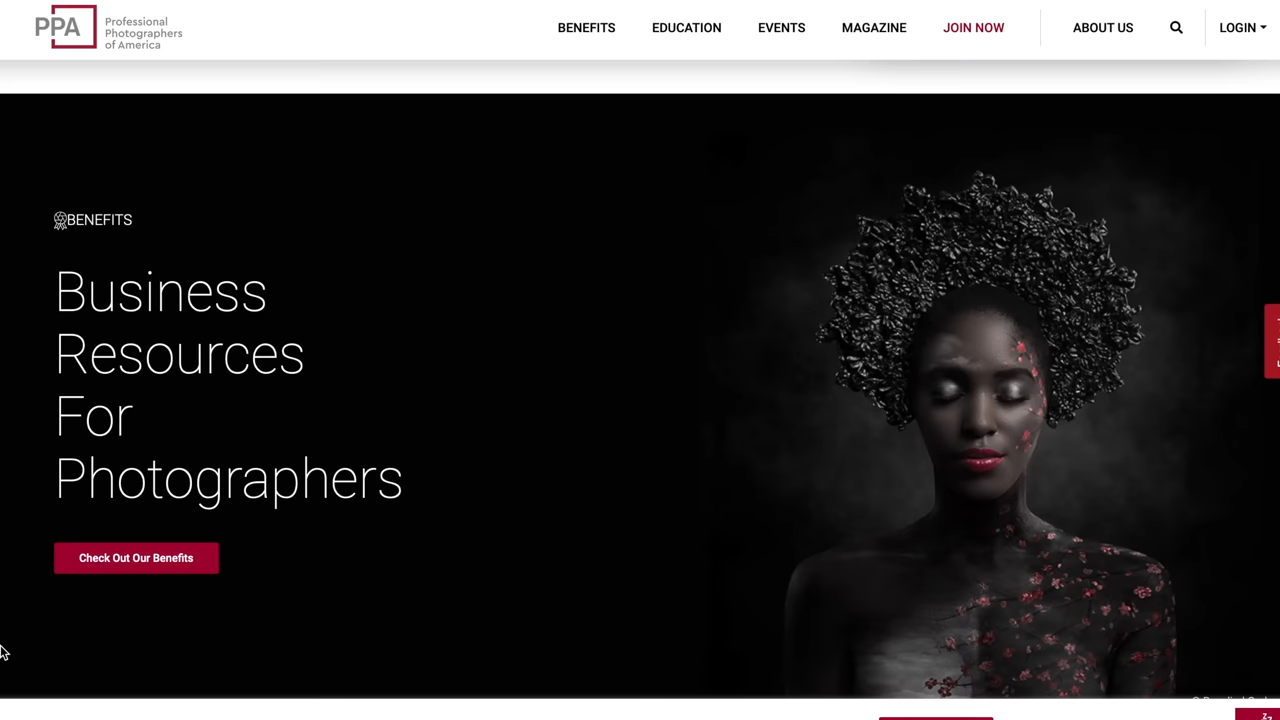 PPA
Professional
Photographers
of America
BENEFITS
EDUCATION
EVENTS
MAGAZINE
JOIN NOW
ABOUT US
LOGIN
BENEFITS
Business
Resources
For
Photographers
Check Out Our Benefits